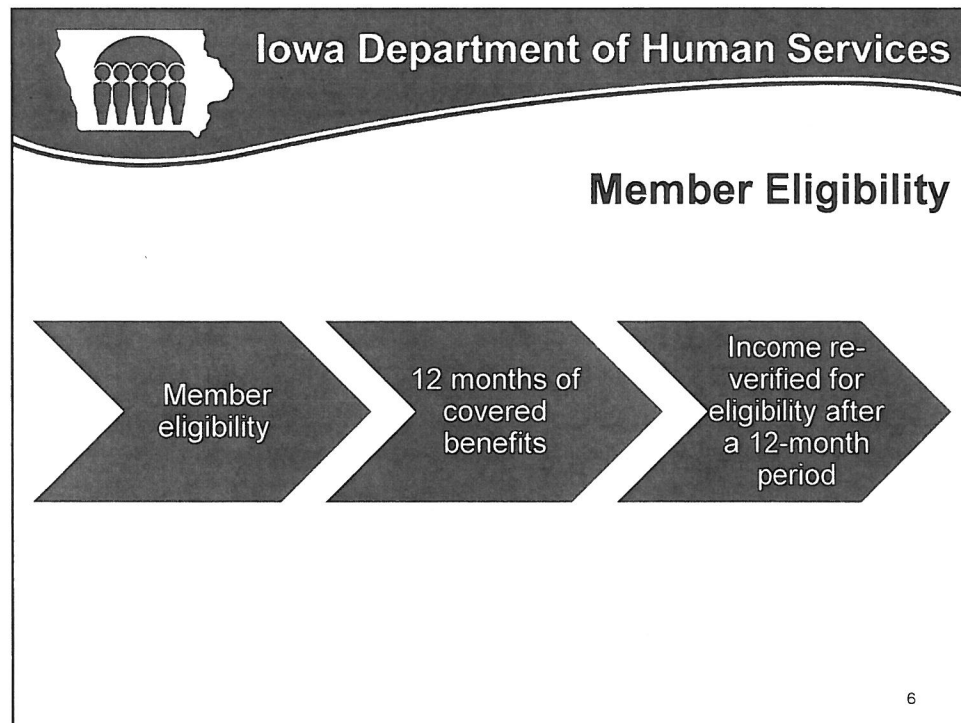 Iowa Department of Human Services
Member Eligibility
Member
eligibility
12 months of
covered
benefits
Income re-
verified for
eligibility after
a 12-month
period
6